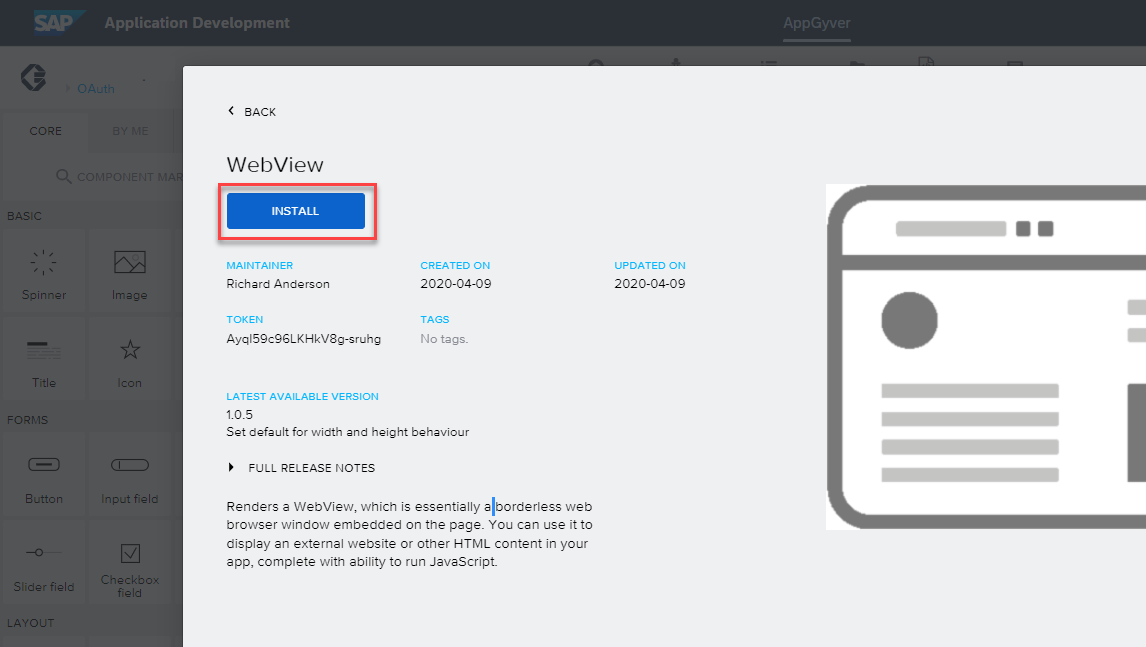 SAP Application Development
AppGyver
OAuth
CORE
BY ME
COMPONENT MAR
BASIC
Spinner
Image
Title
Icon
FORMS
Button
Input field
Slider field
Checkbox
field
LAYOUT
BACK
WebView
INSTALL
MAINTAINER
Richard Anderson
CREATED ON
2020-04-09
UPDATED ON
2020-04-09
TOKEN
Ayql59c96LKHkV8g-sruhg
TAGS
No tags.
LATEST AVAILABLE VERSION
1.0.5
Set default for width and height behaviour
FULL RELEASE NOTES
Renders a WebView, which is essentially a borderless web
browser window embedded on the page. You can use it to
display an external website or other HTML content in your
app, complete with ability to run JavaScript.